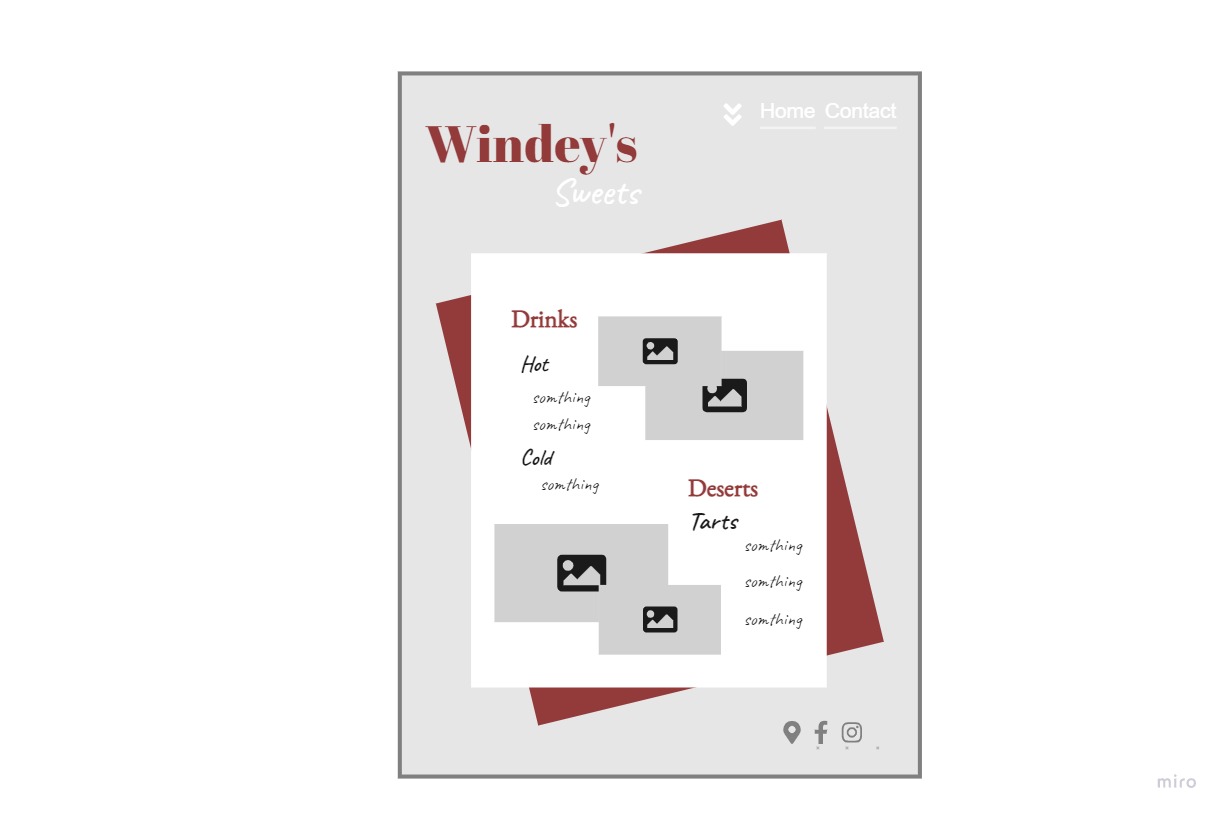 Home Contact
Windey's
Sweets
Drinks
Hot
somthing
somthing
Cold
somthing
Deserts
Tarts
somthing
somthing
somthing
miro